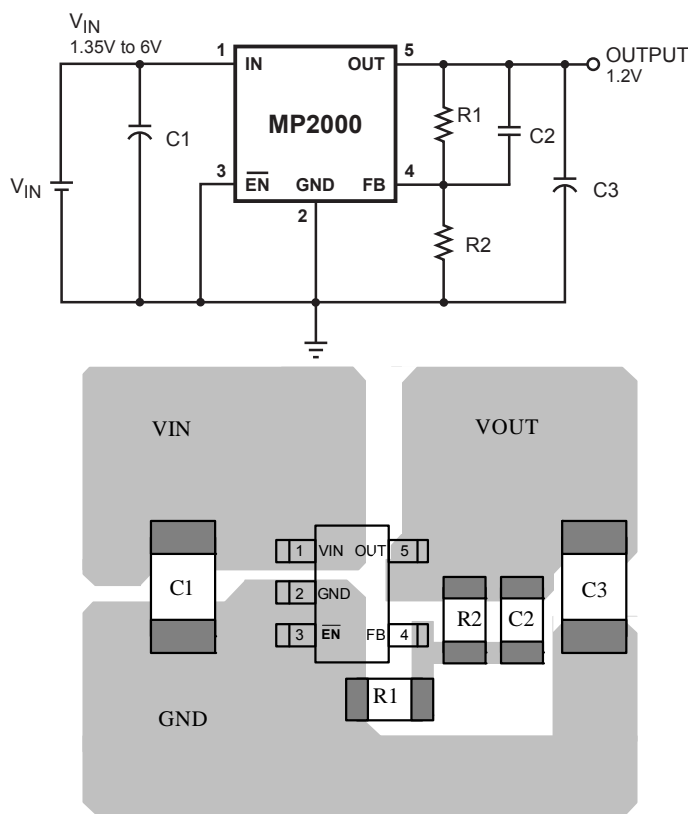 VIN
1.35V to 6V
1
5
OUTPUT
1.2V
IN
OUT
MP2000
R1
C2
C1
3
4
EN
GND
FB
VIN
2
R2
C3
VIN
VOUT
1
VIN
OUT
5
C1
2
GND
C3
R2
C2
3
EN
FB
4
R1
GND